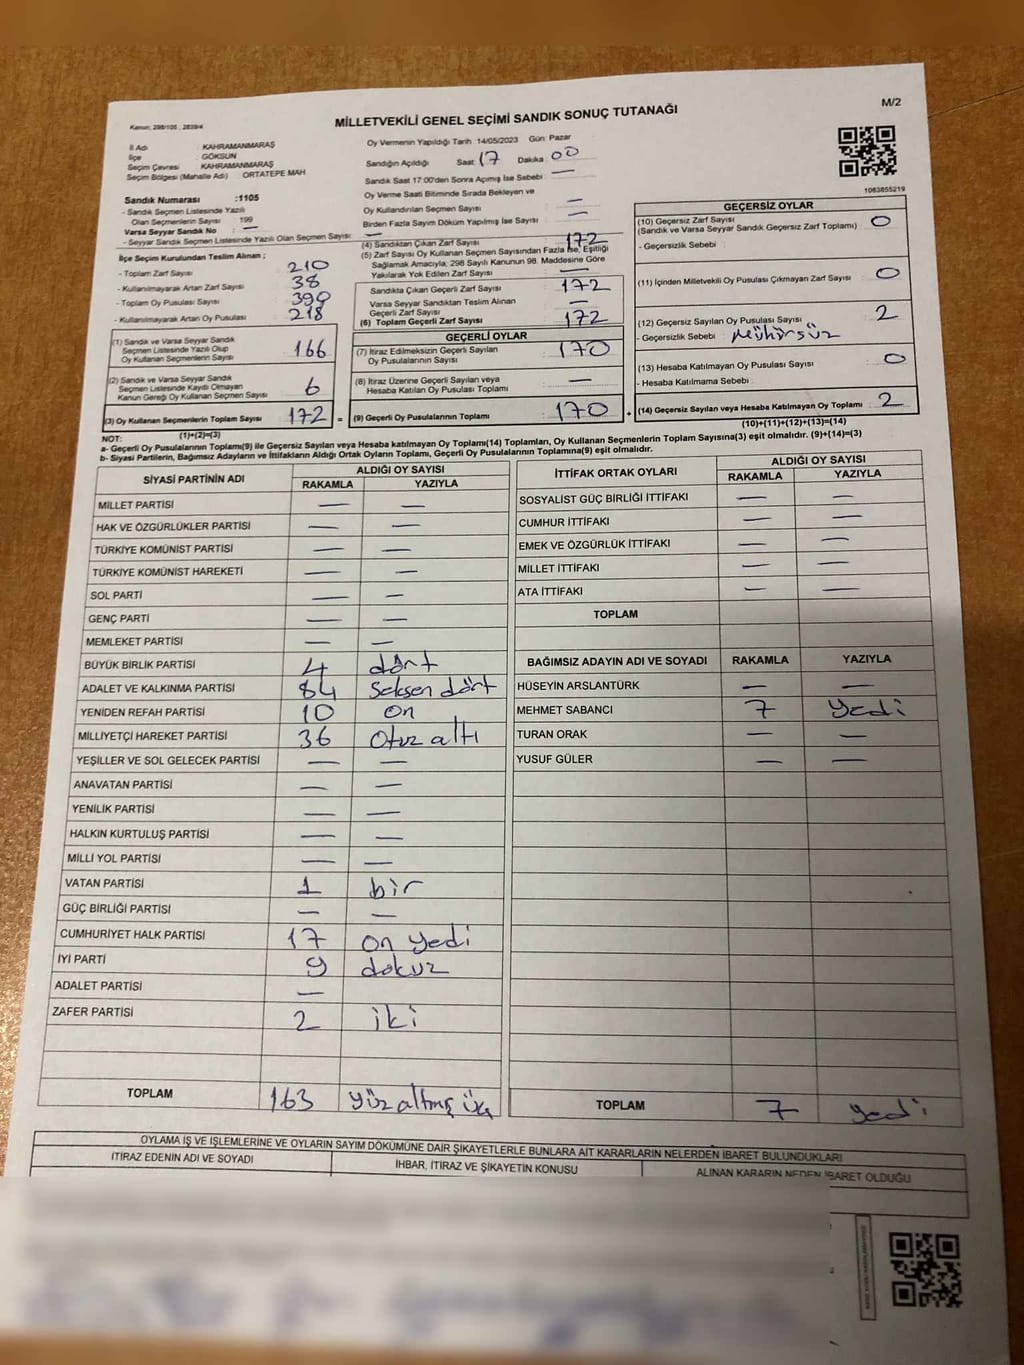 Kanun; 298/105 , 2839/4
MİLLETVEKİLİ GENEL SEÇİMİ SANDIK SONUÇ TUTANAĞI
M/2
İl Adı KAHRAMANMARAŞ
İlçe GÖKSUN
Seçim Çevrasi KAHRAMANMARAŞ
Seçim Bölgesi (Mahalle Adı) ORTATEPE MAH
Oy Vermenin Yapıldığı Tarih 14/05/2023 Gün: Pazar
Sandığın Açıldığı Saat 17 Dakika 00
Sandık Saat 17:00'den Sonra Açımış İse Sebebi : —
1083855219
Sandık Numarası :1105
- Sandık Seçmen Listesinde Yazılı
Olan Seçmenlerin Sayısı 199
Varsa Seyyar Sandık No : —
- Seyyar Sandık Seçmen Listesinde Yazılı Olan Seçmen Sayısı —
İlçe Seçim Kurulundan Teslim Alınan ;
- Toplam Zarf Sayısı 210
- Kullanılmayarak Artan Zarf Sayısı 38
- Toplam Oy Pusulası Sayısı 390
- Kullanılmayarak Artan Oy Pusulası 218
(1) Sandık ve Varsa Seyyar Sandık
Seçmen Listesinde Yazılı Olup
Oy Kullanan Seçmenlerin Sayısı 166
(2) Sandık ve Varsa Seyyar Sandık
Seçmen Listesinde Kayıtlı Olmayan
Kanun Gereği Oy Kullanan Seçmen Sayısı 6
(3) Oy Kullanan Seçmenlerin Toplam Sayısı 172 =
(1)+(2)=(3)
Oy Verme Saati Bitiminde Sırada Bekleyen ve
Oy Kullandırılan Seçmen Sayısı —
Birden Fazla Sayım Döküm Yapılmış İse Sayısı —
(4) Sandıktan Çıkan Zarf Sayısı 172
(5) Zarf Sayısı Oy Kullanan Seçmen Sayısından Fazla İse, Eşitliği
Sağlamak Amacıyla; 298 Sayılı Kanunun 98. Maddesine Göre
Yakılarak Yok Edilen Zarf Sayısı —
Sandıkta Çıkan Geçerli Zarf Sayısı 172
Varsa Seyyar Sandıktan Teslim Alınan
Geçerli Zarf Sayısı —
(6) Toplam Geçerli Zarf Sayısı 172
GEÇERLİ OYLAR
(7) İtiraz Edilmeksizin Geçerli Sayılan
Oy Pusulalarının Sayısı 170
(8) İtiraz Üzerine Geçerli Sayılan veya
Hesaba Katılan Oy Pusulası Toplamı —
(9) Geçerli Oy Pusulalarının Toplamı 170 +
GEÇERSİZ OYLAR
(10) Geçersiz Zarf Sayısı
(Sandık ve Varsa Seyyar Sandık Geçersiz Zarf Toplamı) 0
- Geçersizlik Sebebi :
(11) İçinden Milletvekili Oy Pusulası Çıkmayan Zarf Sayısı 0
(12) Geçersiz Sayılan Oy Pusulası Sayısı 2
- Geçersizlik Sebebi : Mühürsüz
(13) Hesaba Katılmayan Oy Pusulası Sayısı 0
- Hesaba Katılmama Sebebi :
(14) Geçersiz Sayılan veya Hesaba Katılmayan Oy Toplamı 2
(10)+(11)+(12)+(13)=(14)
NOT:
a- Geçerli Oy Pusulalarının Toplamı(9) ile Geçersiz Sayılan veya Hesaba katılmayan Oy Toplamı(14) Toplamları, Oy Kullanan Seçmenlerin Toplam Sayısına(3) eşit olmalıdır. (9)+(14)=(3)
b- Siyasi Partilerin, Bağımsız Adayların ve İttifakların Aldığı Ortak Oyların Toplamı, Geçerli Oy Pusulalarının Toplamına(9) eşit olmalıdır.
SİYASİ PARTİNİN ADI ALDIĞI OY SAYISI
RAKAMLA YAZIYLA
MİLLET PARTİSİ — —
HAK VE ÖZGÜRLÜKLER PARTİSİ — —
TÜRKİYE KOMÜNİST PARTİSİ — —
TÜRKİYE KOMÜNİST HAREKETİ — —
SOL PARTİ — —
GENÇ PARTİ — —
MEMLEKET PARTİSİ — —
BÜYÜK BİRLİK PARTİSİ 4 dört
ADALET VE KALKINMA PARTİSİ 84 Seksen dört
YENİDEN REFAH PARTİSİ 10 on
MİLLİYETÇİ HAREKET PARTİSİ 36 Otuz altı
YEŞİLLER VE SOL GELECEK PARTİSİ — —
ANAVATAN PARTİSİ — —
YENİLİK PARTİSİ — —
HALKIN KURTULUŞ PARTİSİ — —
MİLLİ YOL PARTİSİ — —
VATAN PARTİSİ 1 bir
GÜÇ BİRLİĞİ PARTİSİ — —
CUMHURİYET HALK PARTİSİ 17 on yedi
İYİ PARTİ 9 dokuz
ADALET PARTİSİ —
ZAFER PARTİSİ 2 iki
TOPLAM 163 yüz altmış üç
İTTİFAK ORTAK OYLARI ALDIĞI OY SAYISI
RAKAMLA YAZIYLA
SOSYALİST GÜÇ BİRLİĞİ İTTİFAKI — —
CUMHUR İTTİFAKI — —
EMEK VE ÖZGÜRLÜK İTTİFAKI — —
MİLLET İTTİFAKI — —
ATA İTTİFAKI — —
TOPLAM
BAĞIMSIZ ADAYIN ADI VE SOYADI RAKAMLA YAZIYLA
HÜSEYİN ARSLANTÜRK — —
MEHMET SABANCI 7 yedi
TURAN ORAK — —
YUSUF GÜLER — —
TOPLAM 7 yedi
OYLAMA İŞ VE İŞLEMLERİNE VE OYLARIN SAYIM DÖKÜMÜNE DAİR ŞİKAYETLERLE BUNLARA AİT KARARLARIN NELERDEN İBARET BULUNDUKLARI
İTİRAZ EDENİN ADI VE SOYADI İHBAR, İTİRAZ VE ŞİKAYETİN KONUSU ALINAN KARARIN NEDEN İBARET OLDUĞU